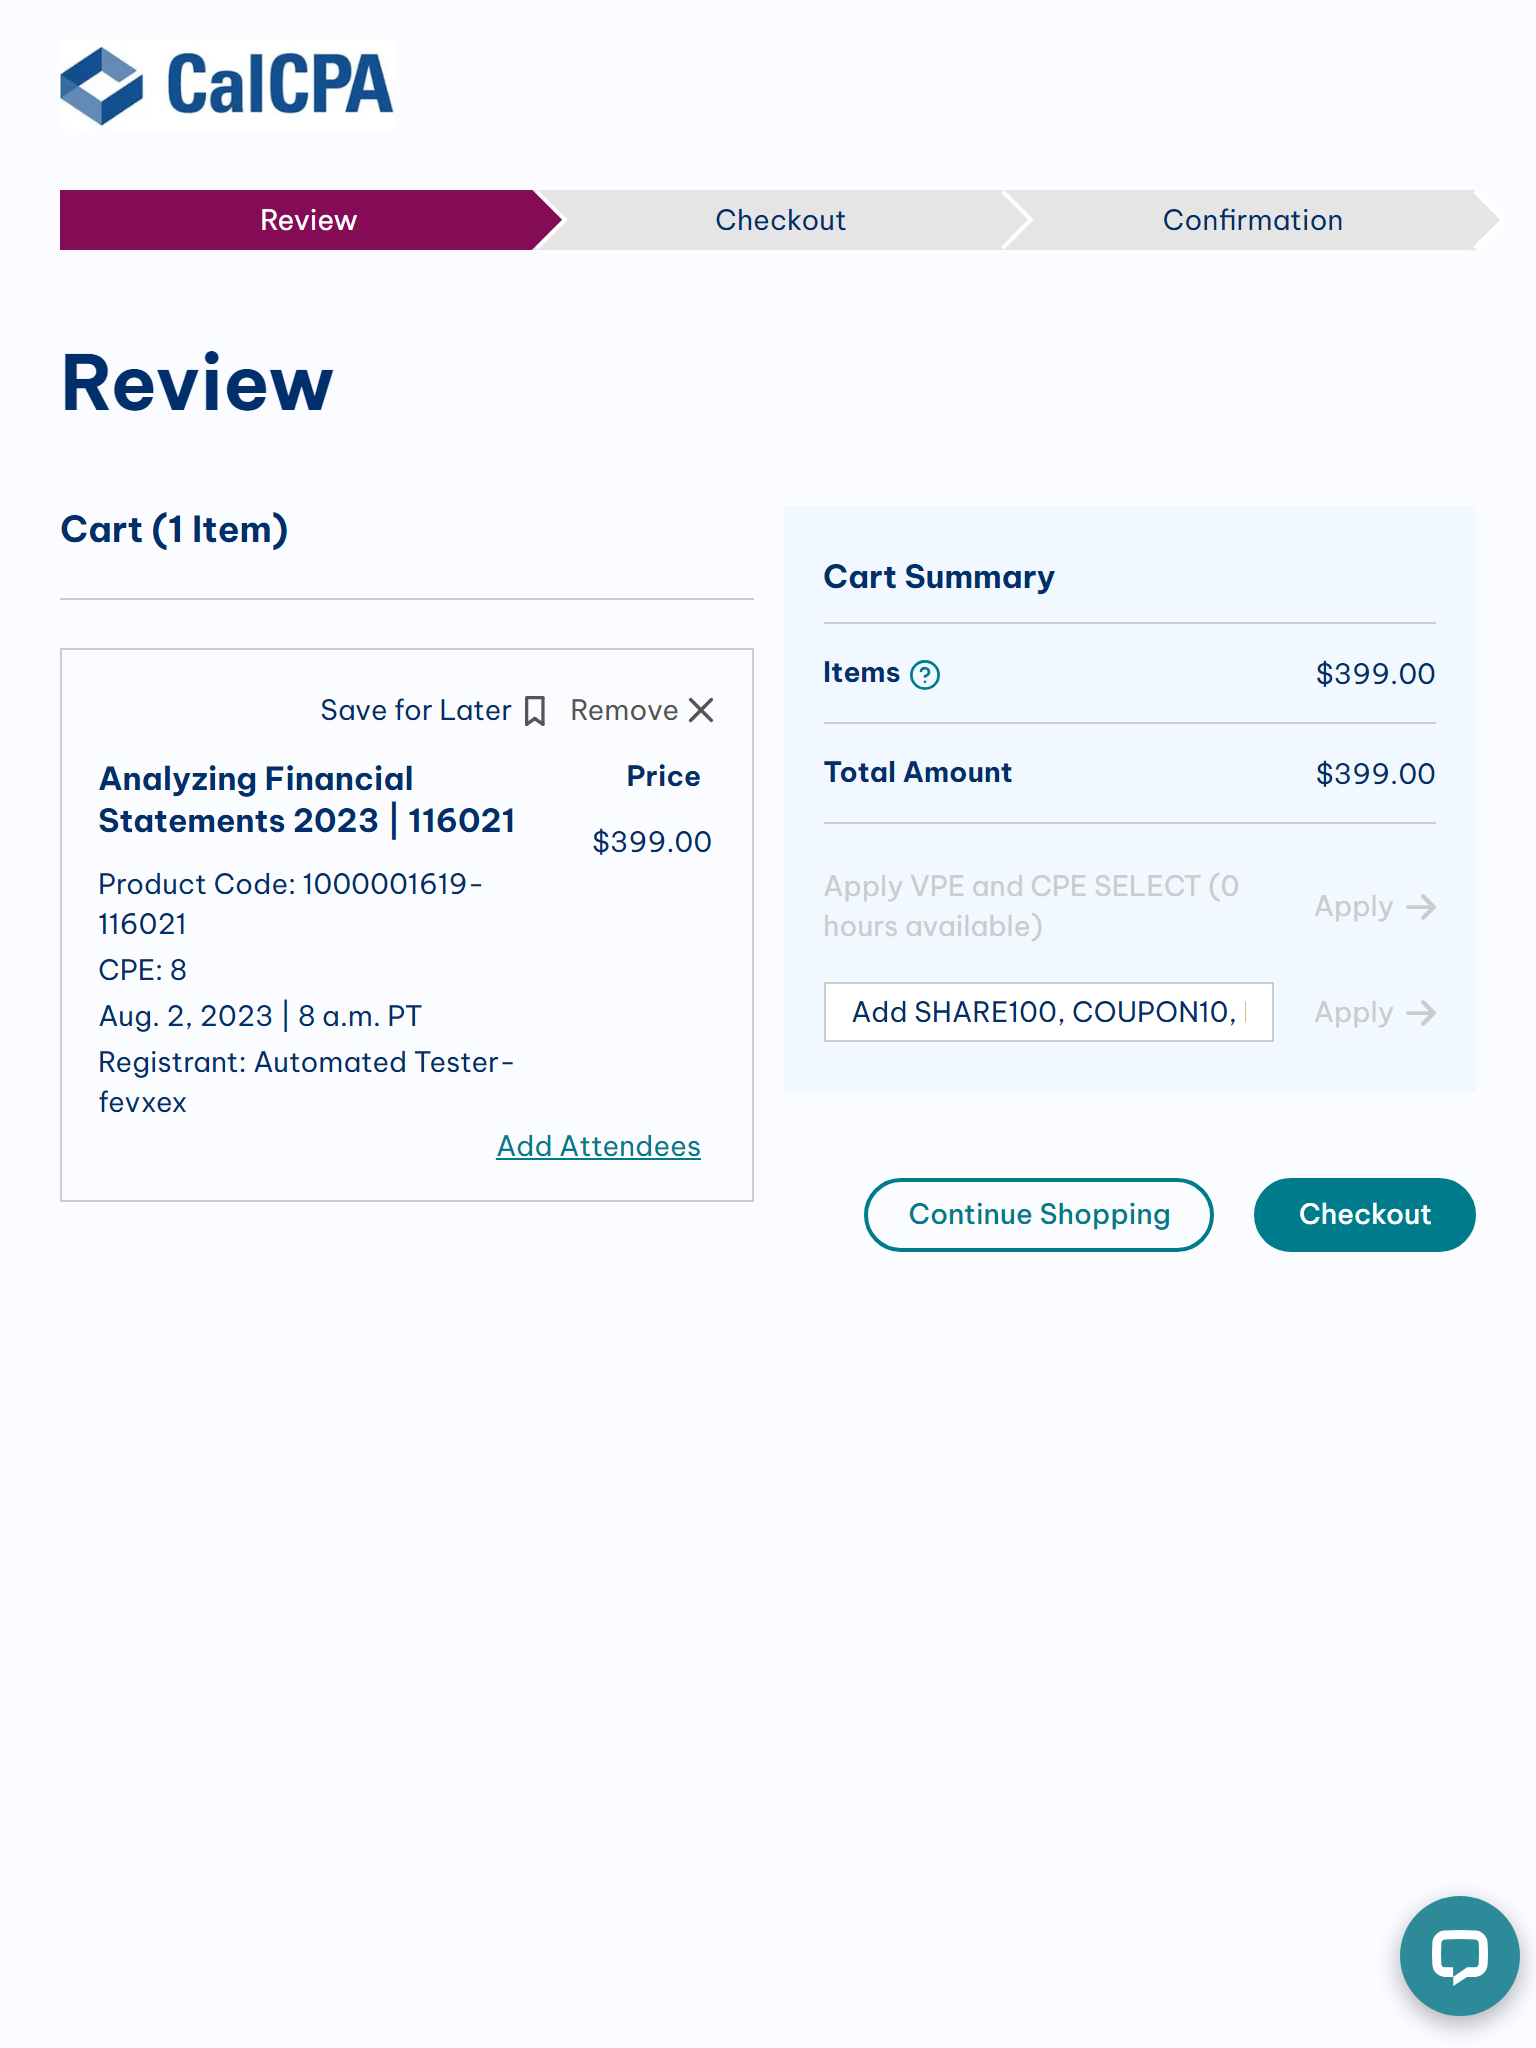 CalCPA
Review
Checkout
Confirmation
Review
Cart (1 Item)
Save for Later
Remove
Analyzing Financial
Statements 2023 | 116021
Price
$399.00
Product Code: 1000001619-
116021
CPE: 8
Aug. 2, 2023 | 8 a.m. PT
Registrant: Automated Tester-
fevxex
Add Attendees
Cart Summary
Items ?
$399.00
Total Amount
$399.00
Apply VPE and CPE SELECT (0
hours available)
Apply
Add SHARE100, COUPON10,
Apply
Continue Shopping
Checkout